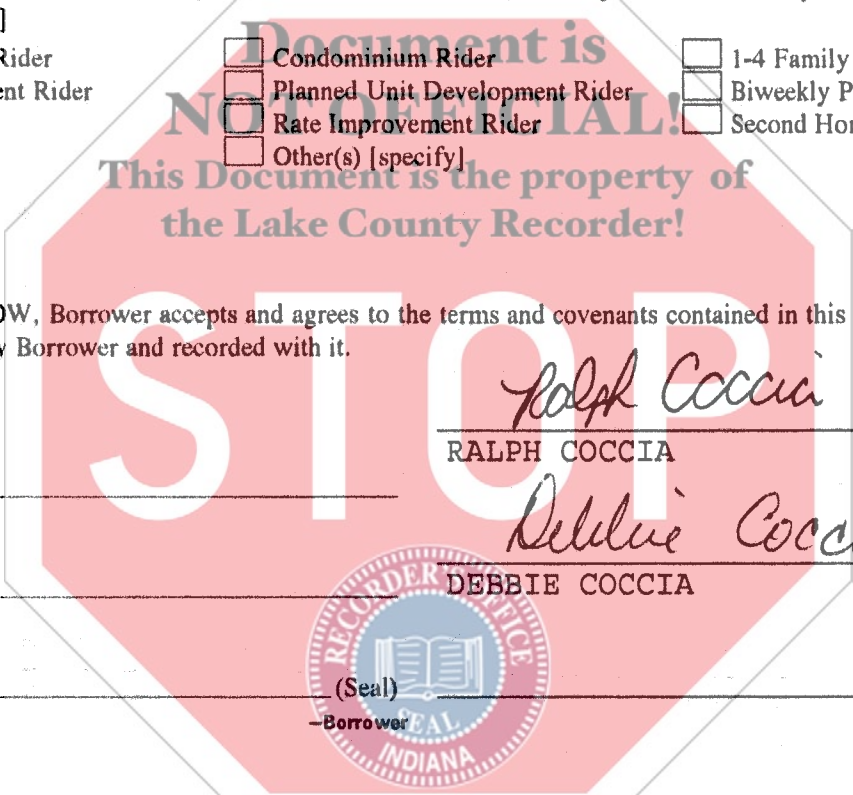 ]
Rider Condominium Rider 1-4 Family
ent Rider Planned Unit Development Rider Biweekly P
Rate Improvement Rider Second Hor
Other(s) [specify]
Document is
NOT OFFICIAL!
This Document is the property of
the Lake County Recorder!
OW, Borrower accepts and agrees to the terms and covenants contained in this
y Borrower and recorded with it.
STOP
Ralph Coccia
RALPH COCCIA
Debbie Cocc
DEBBIE COCCIA
(Seal)
-Borrower
RECORDER'S OFFICE
SEAL
INDIANA